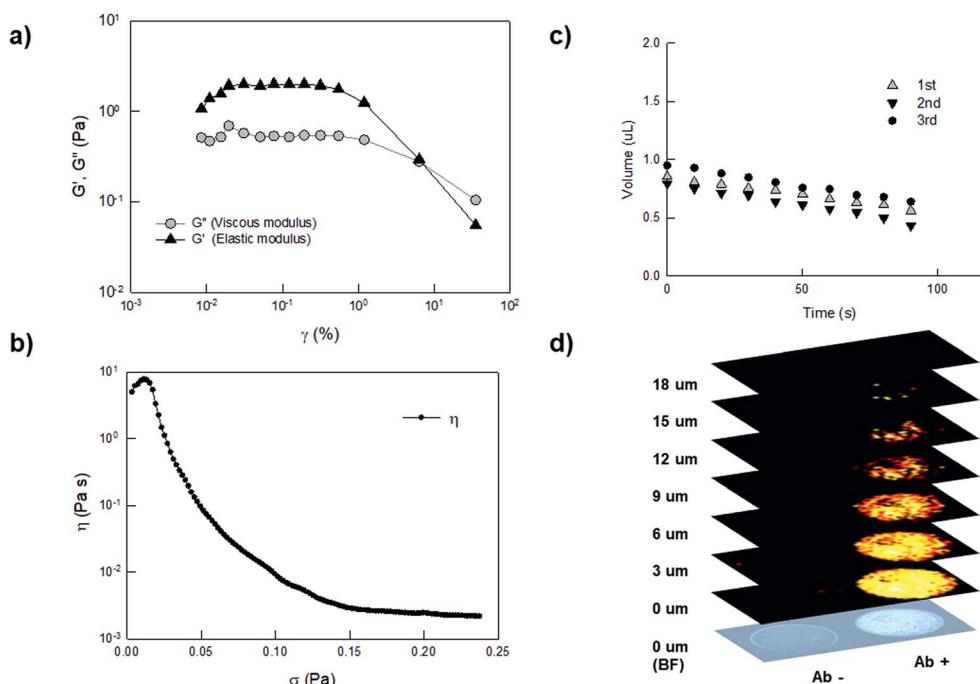 a)
10¹
10⁰
10⁻¹
10⁻²
G', G" (Pa)
G" (Viscous modulus)
G' (Elastic modulus)
10⁻³ 10⁻² 10⁻¹ 10⁰ 10¹ 10²
γ (%)
b)
10¹
10⁰
10⁻¹
10⁻²
10⁻³
η (Pa s)
η
0.00 0.05 0.10 0.15 0.20 0.25
σ (Pa)
c)
2.0
1.5
1.0
0.5
0.0
Volume (uL)
1st
2nd
3rd
0 50 100
Time (s)
d)
18 um
15 um
12 um
9 um
6 um
3 um
0 um
0 um
(BF)
Ab - Ab +